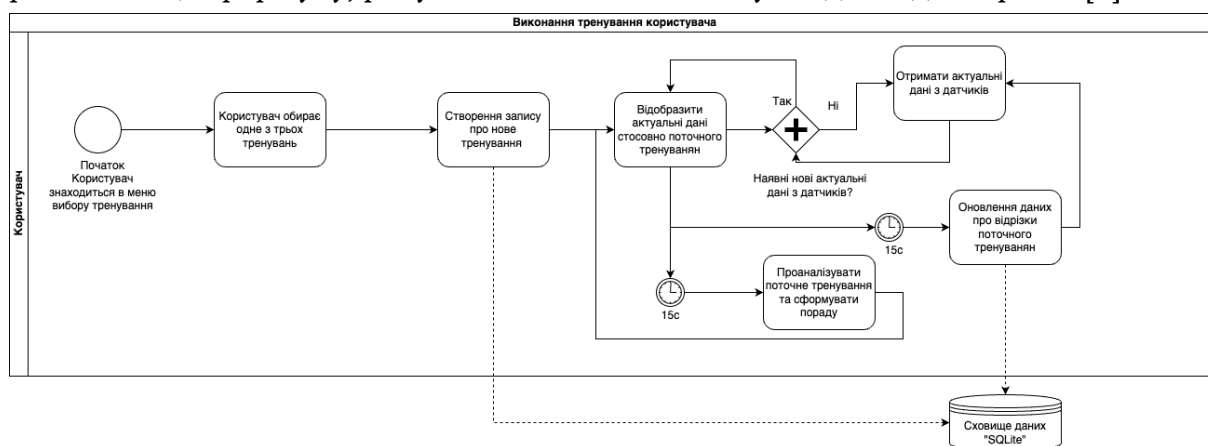 Виконання тренування користувача
Користувач
Початок
Користувач
знаходиться в меню
вибору тренування
Користувач обирає
одне з трьох
тренувань
Створення запису
про нове
тренування
Відобразити
актуальні дані
стосовно поточного
тренуванян
Так
Ні
Наявні нові актуальні
дані з датчиків?
Отримати актуальні
дані з датчиків
15с
Оновлення даних
про відрізки
поточного
тренуванян
15с
Проаналізувати
поточне тренування
та сформувати
пораду
Сховище даних
"SQLite"